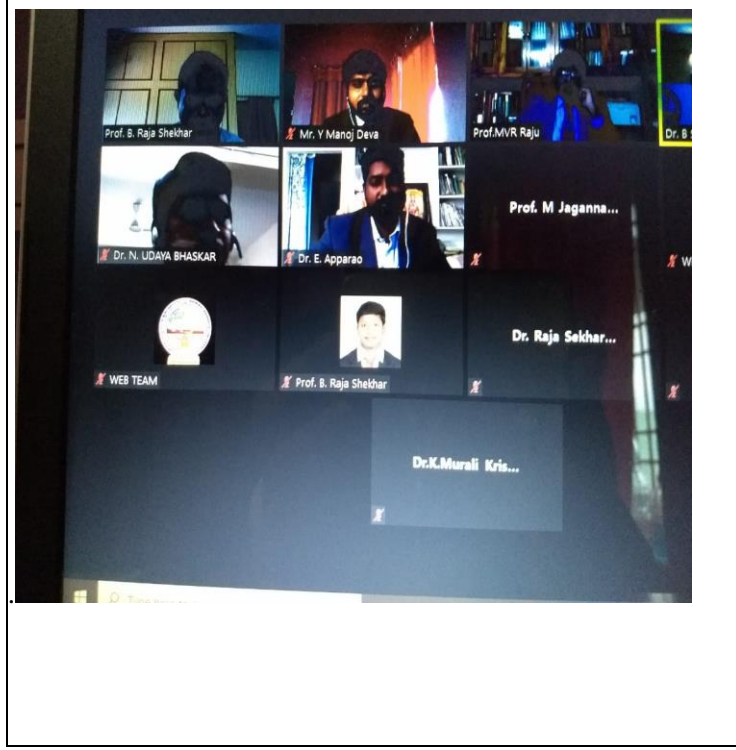 Prof. B. Raja Shekhar
Mr. Y Manoj Deva
Prof.MVR Raju
Dr. B S
Dr. N. UDAYA BHASKAR
Dr. E. Apparao
Prof. M Jaganna...
W
WEB TEAM
Prof. B. Raja Shekhar
Dr. Raja Sekhar...
Dr.K.Murali Kris...